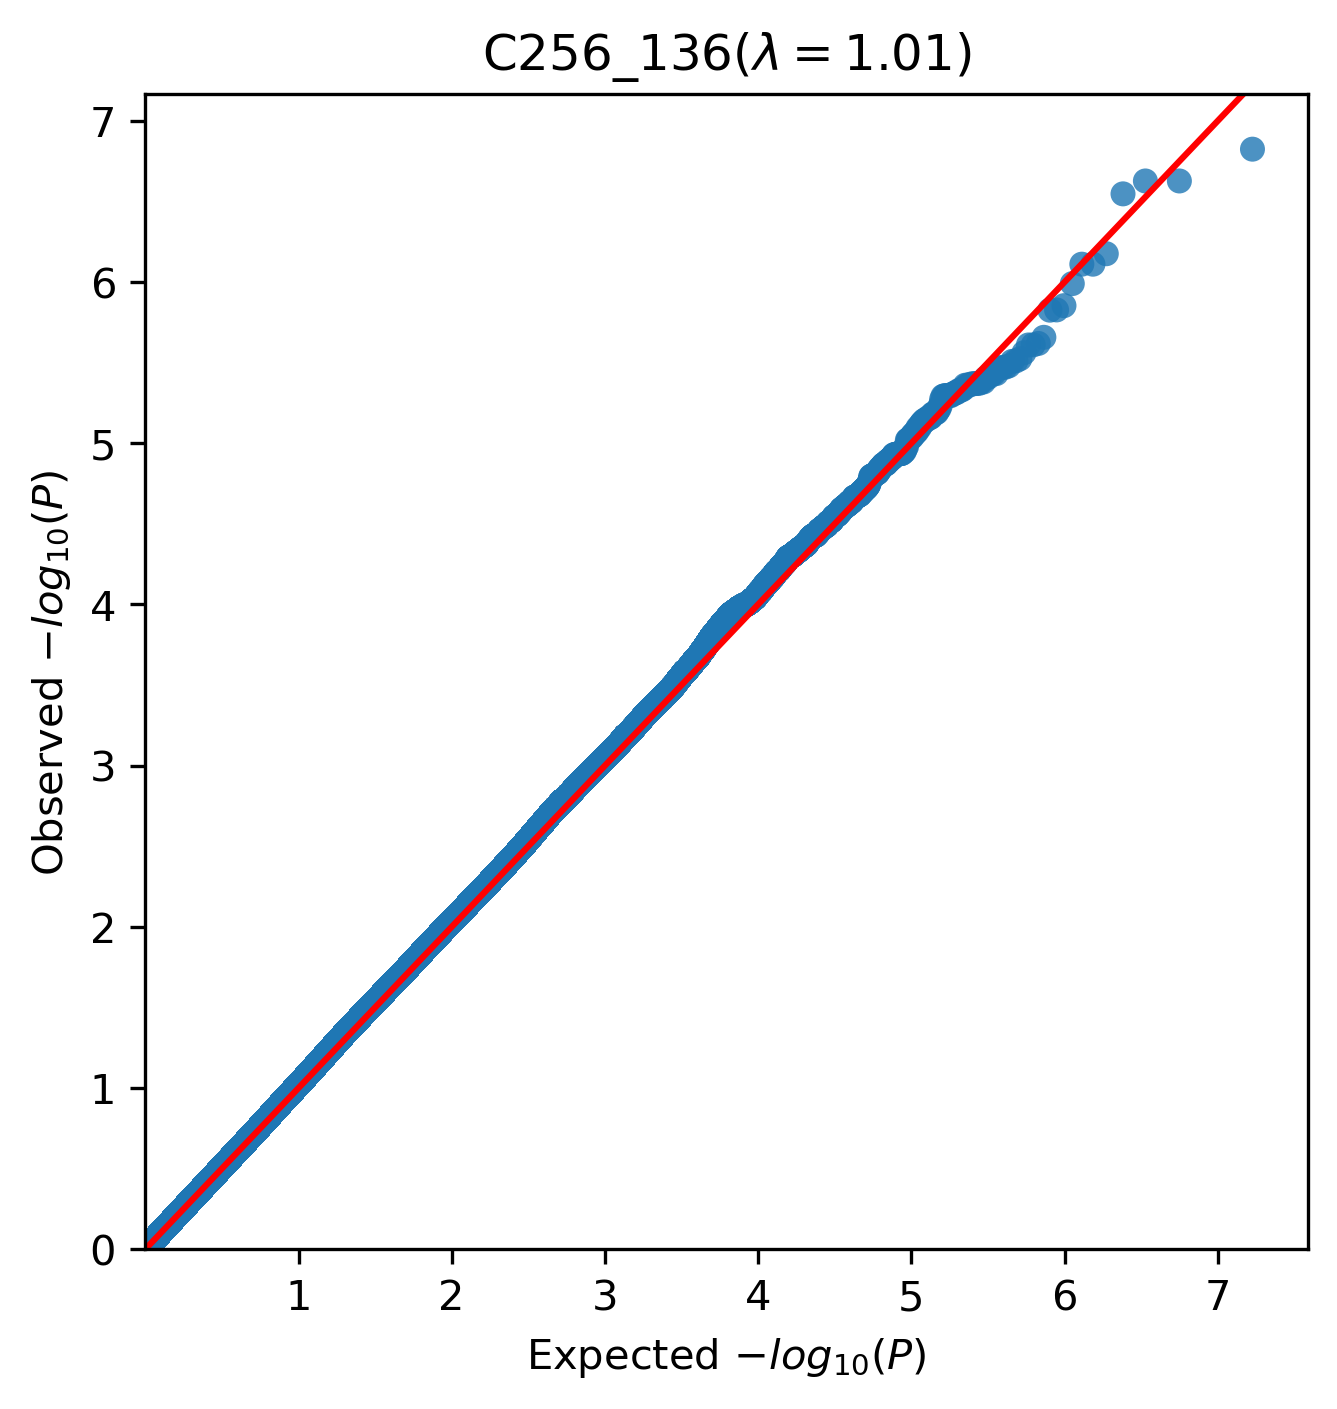 C256_136(λ = 1.01)
Observed −log₁₀(P)
7
6
5
4
3
2
1
0
1 2 3 4 5 6 7
Expected −log₁₀(P)